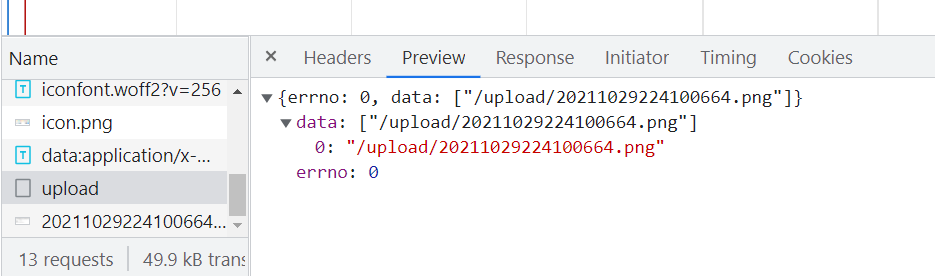 Name
iconfont.woff2?v=256
icon.png
data:application/x-...
upload
20211029224100664...
13 requests
49.9 kB trans
Headers
Preview
Response
Initiator
Timing
Cookies
{errno: 0, data: ["/upload/20211029224100664.png"]}
data: ["/upload/20211029224100664.png"]
0: "/upload/20211029224100664.png"
errno: 0